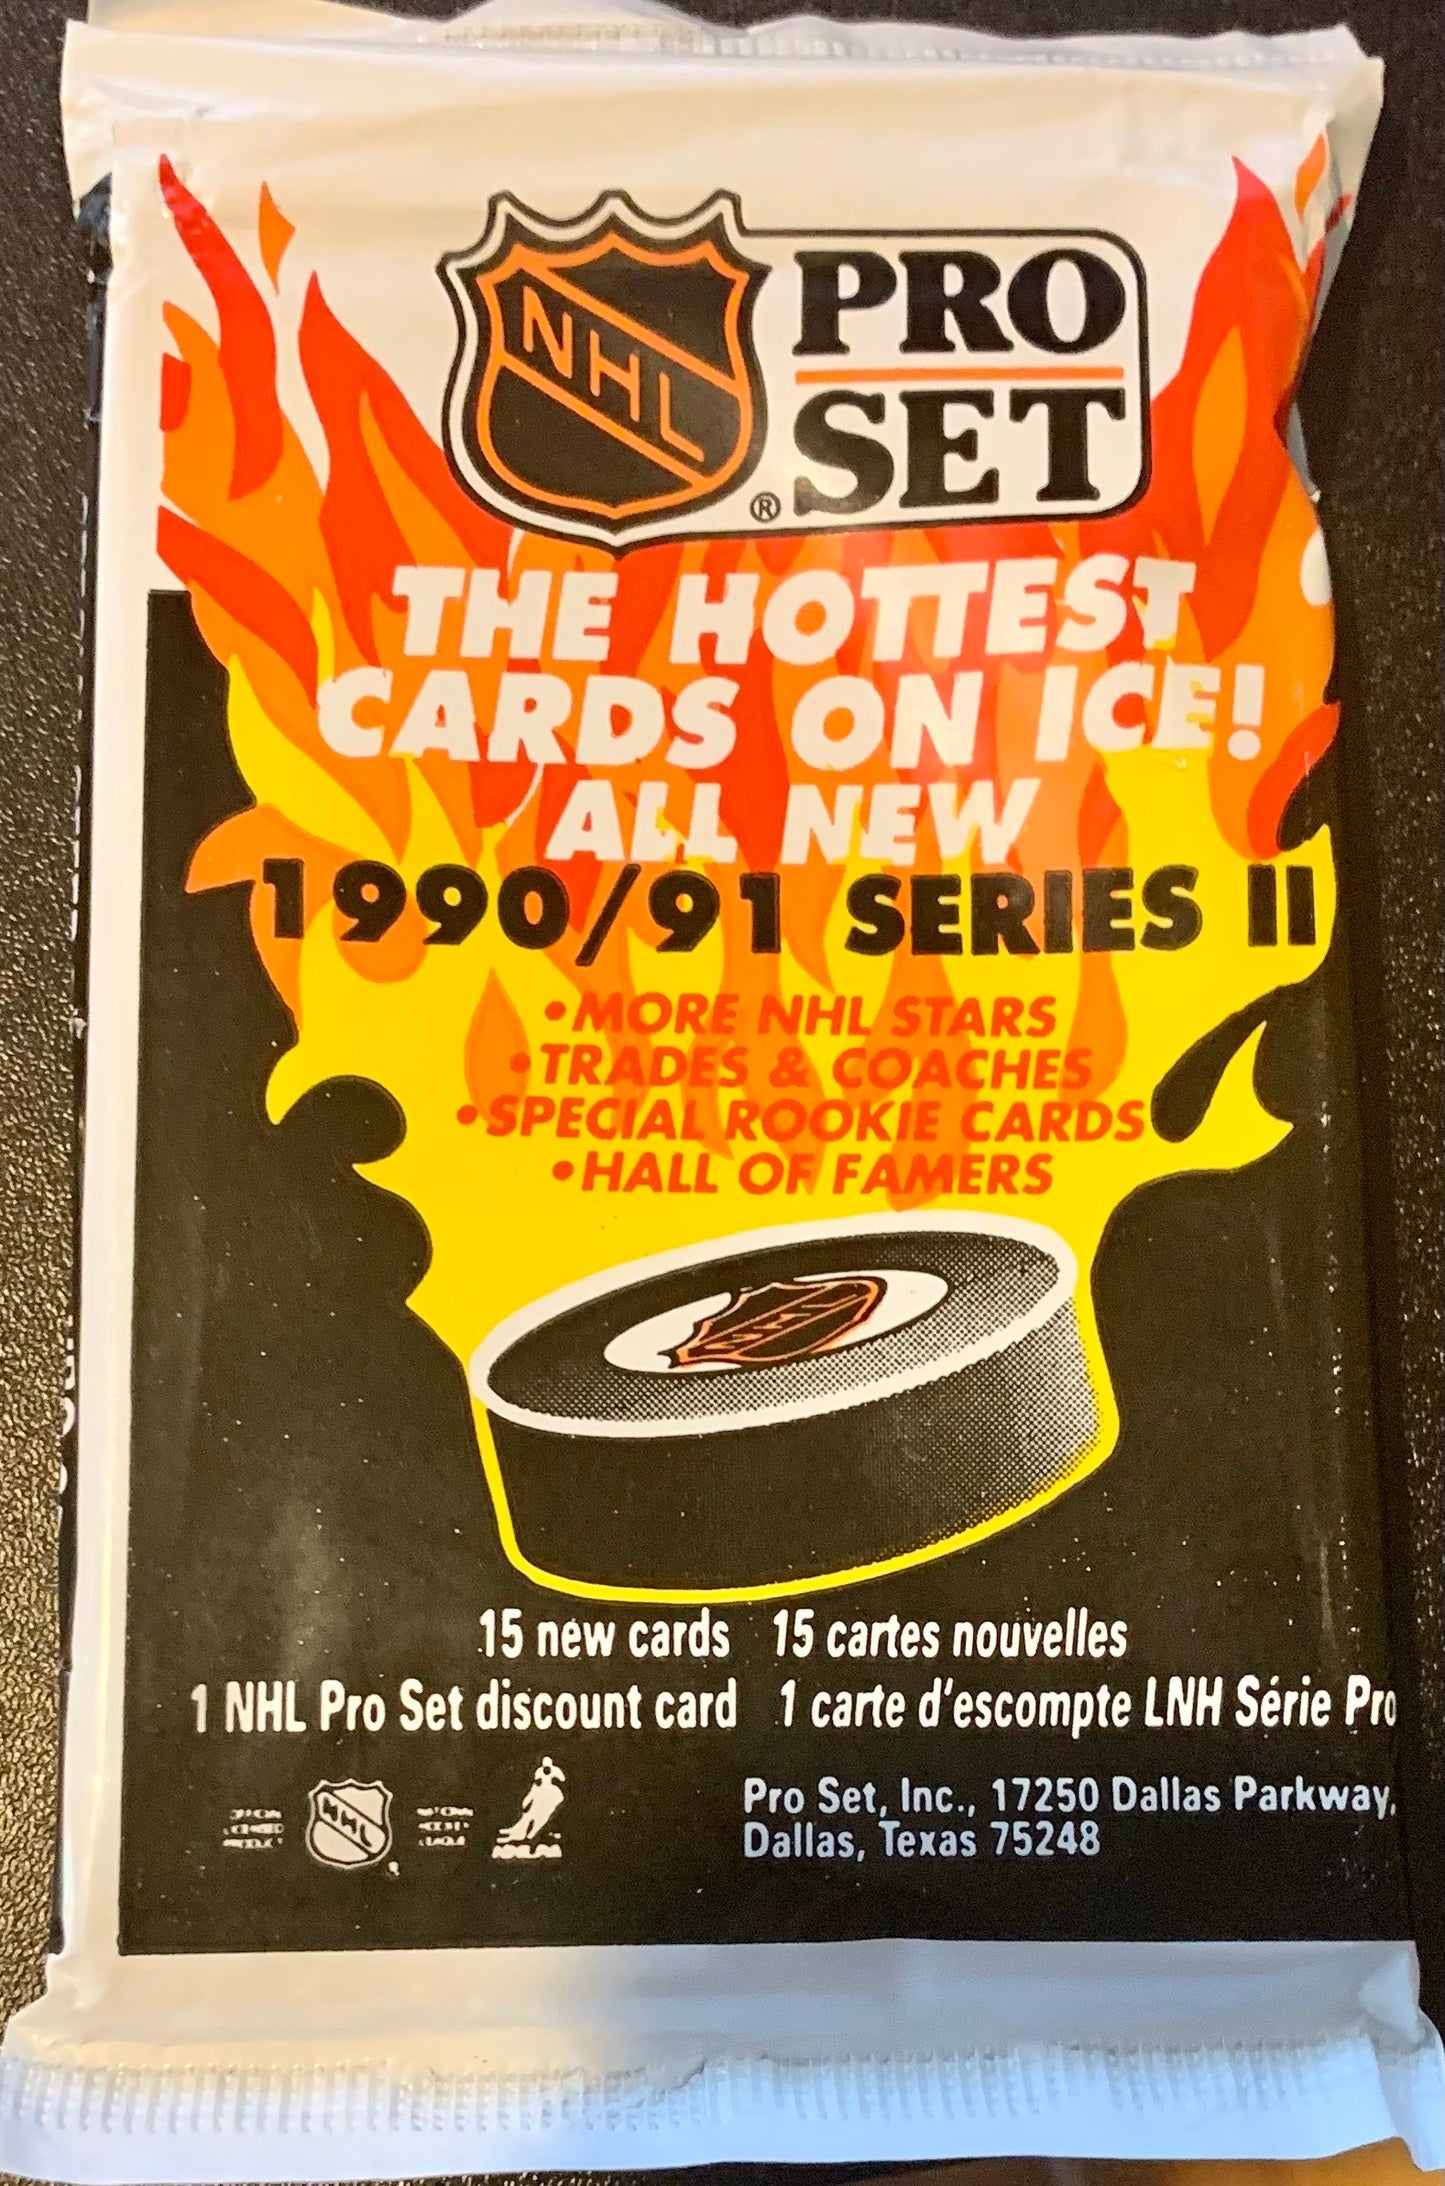 NHL
PRO
SET
®
THE HOTTEST
CARDS ON ICE!
ALL NEW
1990/91 SERIES II
•MORE NHL STARS
•TRADES & COACHES
•SPECIAL ROOKIE CARDS
•HALL OF FAMERS
NHL
15 new cards 15 cartes nouvelles
1 NHL Pro Set discount card 1 carte d'escompte LNH Série Pro
NHL
Pro Set, Inc., 17250 Dallas Parkway,
Dallas, Texas 75248